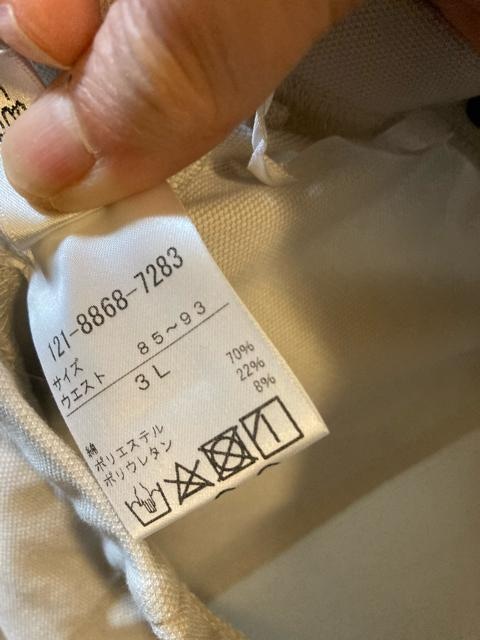 121-8868-7283
サイズ
ウエスト 85～93
3L
綿 70%
ポリエステル 22%
ポリウレタン 8%